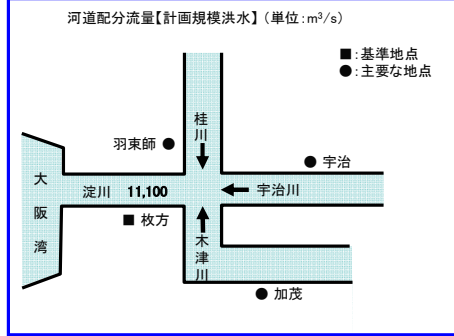 河道配分流量【計画規模洪水】（単位:m³/s）
■:基準地点
●:主要な地点
桂川
羽束師 ●
● 宇治
大阪湾
淀川 11,100
宇治川
■ 枚方
木津川
● 加茂